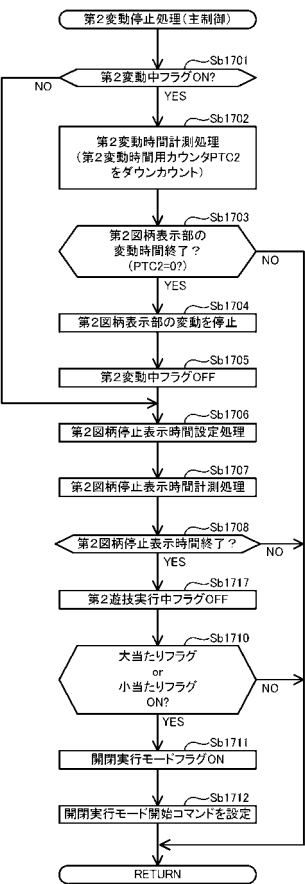 第2変動停止処理(主制御)
Sb1701
第2変動中フラグON?
NO
YES
Sb1702
第2変動時間計測処理
(第2変動時間用カウンタPTC2
をダウンカウント)
Sb1703
第2図柄表示部の
変動時間終了?
(PTC2=0?)
NO
YES
Sb1704
第2図柄表示部の変動を停止
Sb1705
第2変動中フラグOFF
Sb1706
第2図柄停止表示時間設定処理
Sb1707
第2図柄停止表示時間計測処理
Sb1708
第2図柄停止表示時間終了?
NO
YES
Sb1717
第2遊技実行中フラグOFF
Sb1710
大当たりフラグ
or
小当たりフラグ
ON?
NO
YES
Sb1711
開閉実行モードフラグON
Sb1712
開閉実行モード開始コマンドを設定
RETURN